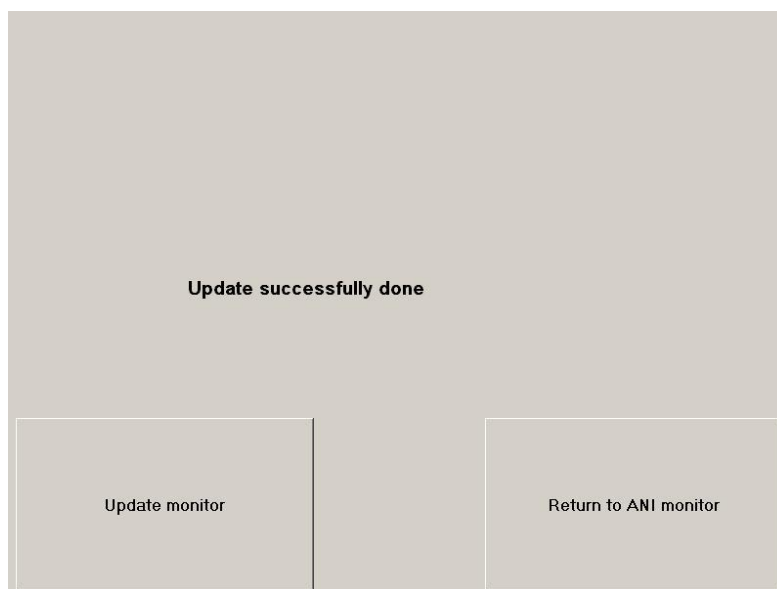 Update successfully done
Update monitor
Return to ANI monitor